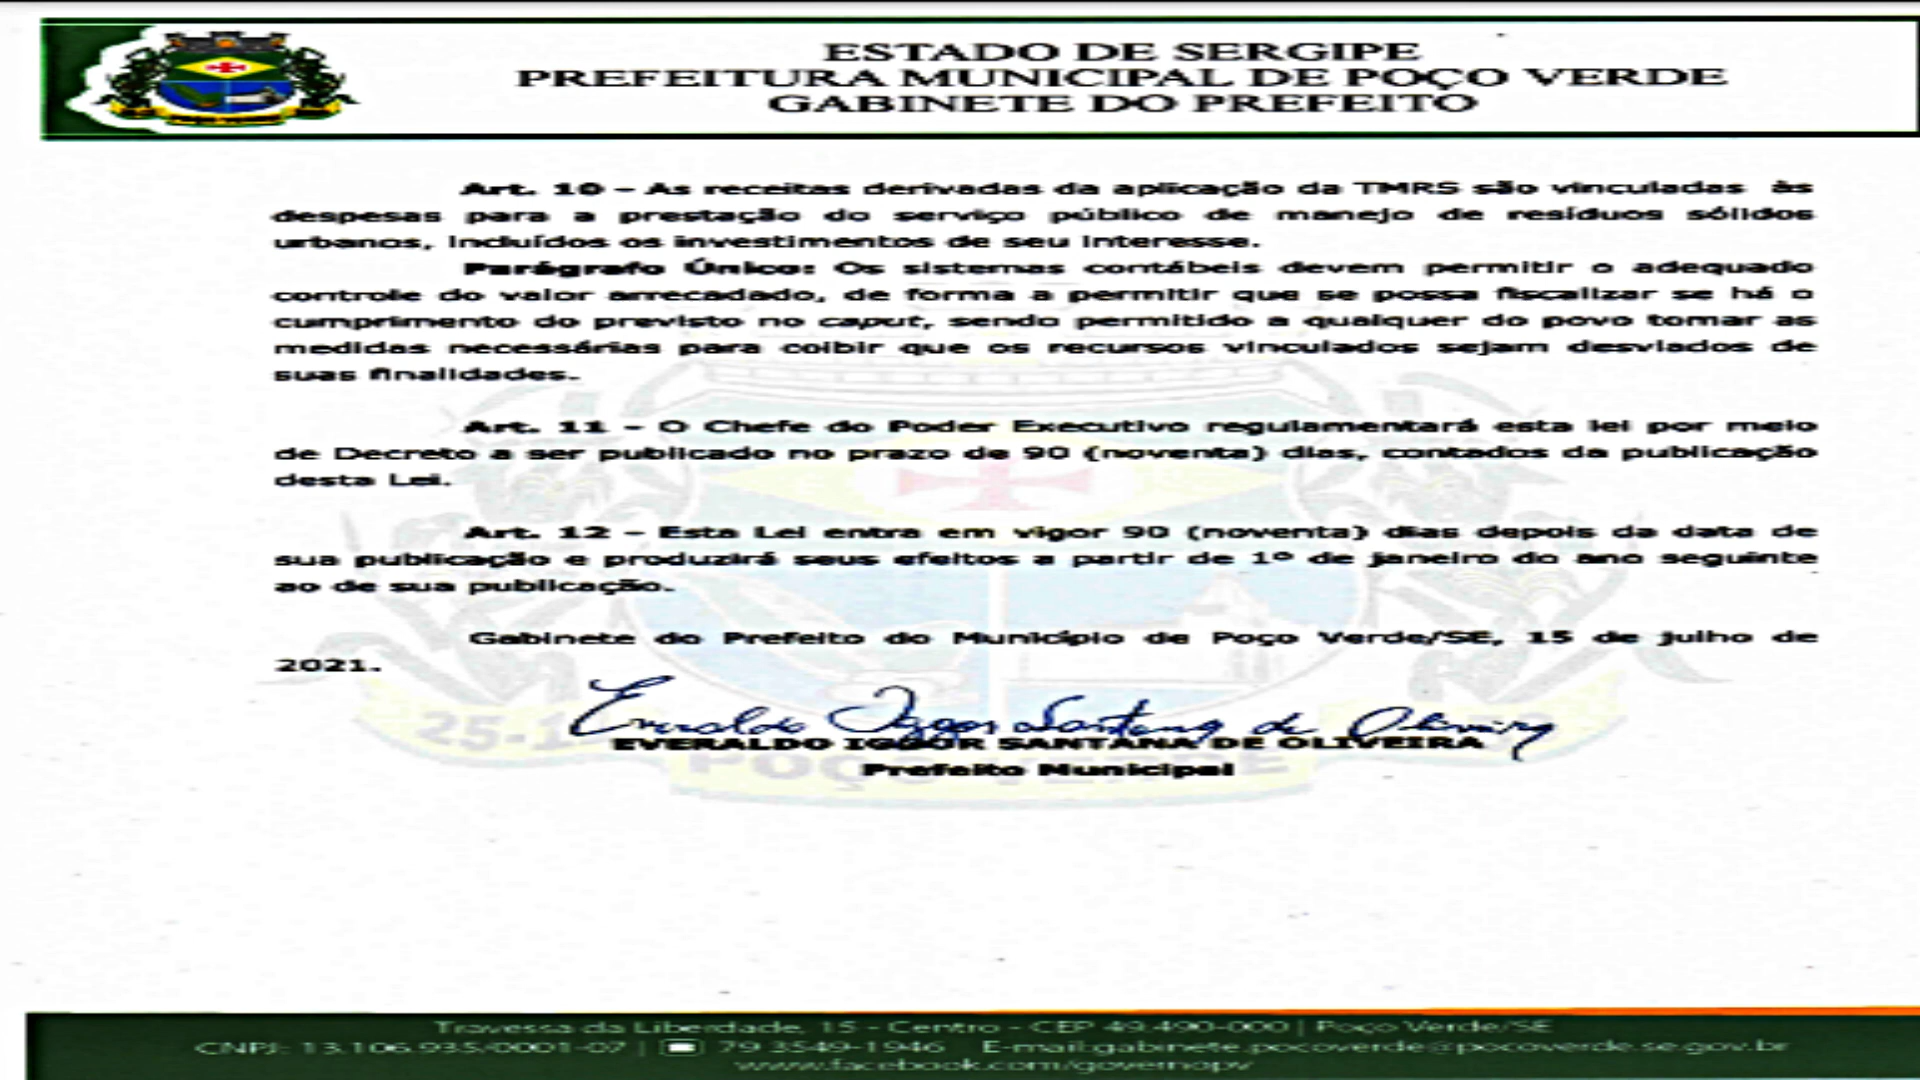 ESTADO DE SERGIPE
PREFEITURA MUNICIPAL DE POÇO VERDE
GABINETE DO PREFEITO
Art. 10 – As receitas derivadas da aplicação da TMRS são vinculadas às
despesas para a prestação do serviço público de manejo de resíduos sólidos
urbanos, incluídos os investimentos de seu interesse.
Parágrafo Único: Os sistemas contábeis devem permitir o adequado
controle do valor arrecadado, de forma a permitir que se possa fiscalizar se há o
cumprimento do previsto no caput, sendo permitido a qualquer do povo tomar as
medidas necessárias para coibir que os recursos vinculados sejam desviados de
suas finalidades.
Art. 11 – O Chefe do Poder Executivo regulamentará esta lei por meio
de Decreto a ser publicado no prazo de 90 (noventa) dias, contados da publicação
desta Lei.
Art. 12 – Esta Lei entra em vigor 90 (noventa) dias depois da data de
sua publicação e produzirá seus efeitos a partir de 1º de janeiro do ano seguinte
ao de sua publicação.
Gabinete do Prefeito do Município de Poço Verde/SE, 15 de julho de
2021.
Everaldo Iggor Santana de Oliveira
EVERALDO IGGOR SANTANA DE OLIVEIRA
Prefeito Municipal
Travessa da Liberdade, 15 - Centro - CEP 49.490-000 | Poço Verde/SE
CNPJ: 13.106.935/0001-07 | 79 3549-1946 E-mail:gabinete.pocoverde@pocoverde.se.gov.br
www.facebook.com/governopv